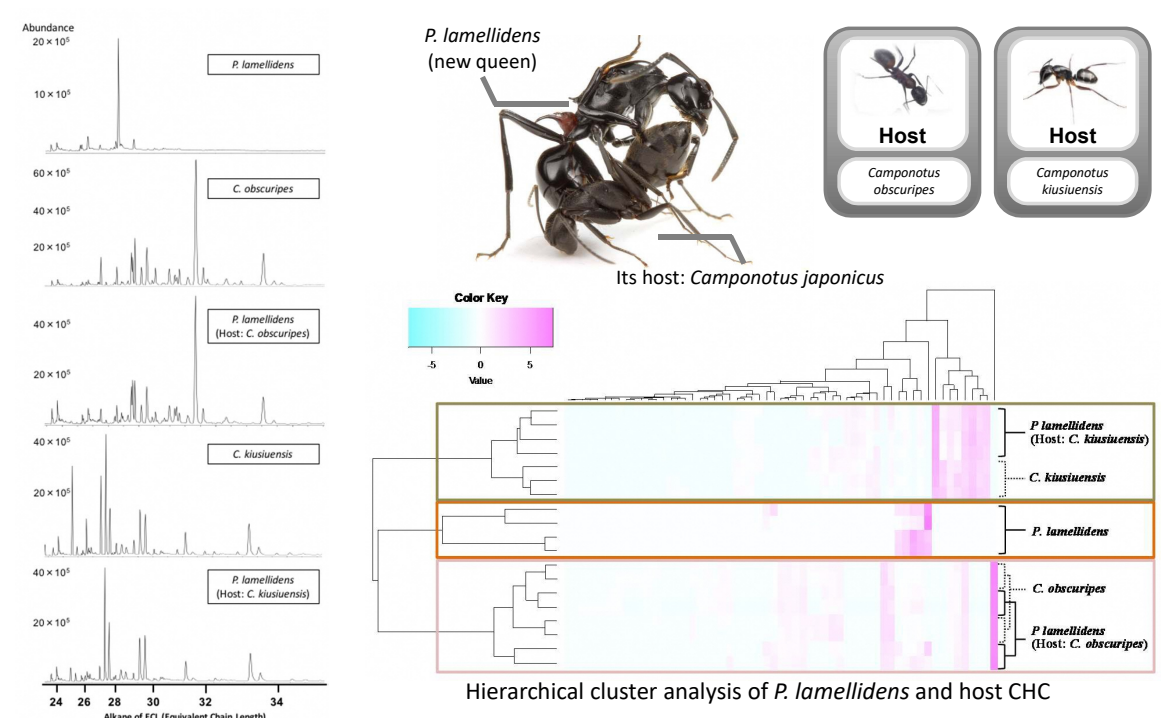 Abundance
20 × 10⁵
P. lamellidens
10 × 10⁵
60 × 10⁵
C. obscuripes
40 × 10⁵
20 × 10⁵
P. lamellidens
(Host: C. obscuripes)
40 × 10⁵
20 × 10⁵
40 × 10⁵
C. kiusiuensis
20 × 10⁵
40 × 10⁵
P. lamellidens
(Host: C. kiusiuensis)
20 × 10⁵
24 26 28 30 32 34
Alkane of ECL (Equivalent Chain Length)
P. lamellidens
(new queen)
Its host: Camponotus japonicus
Host
Camponotus
obscuripes
Host
Camponotus
kiusiuensis
Color Key
-5 0 5
Value
P lamellidens
(Host: C. kiusiuensis)
C. kiusiuensis
P. lamellidens
C. obscuripes
P lamellidens
(Host: C. obscuripes)
Hierarchical cluster analysis of P. lamellidens and host CHC